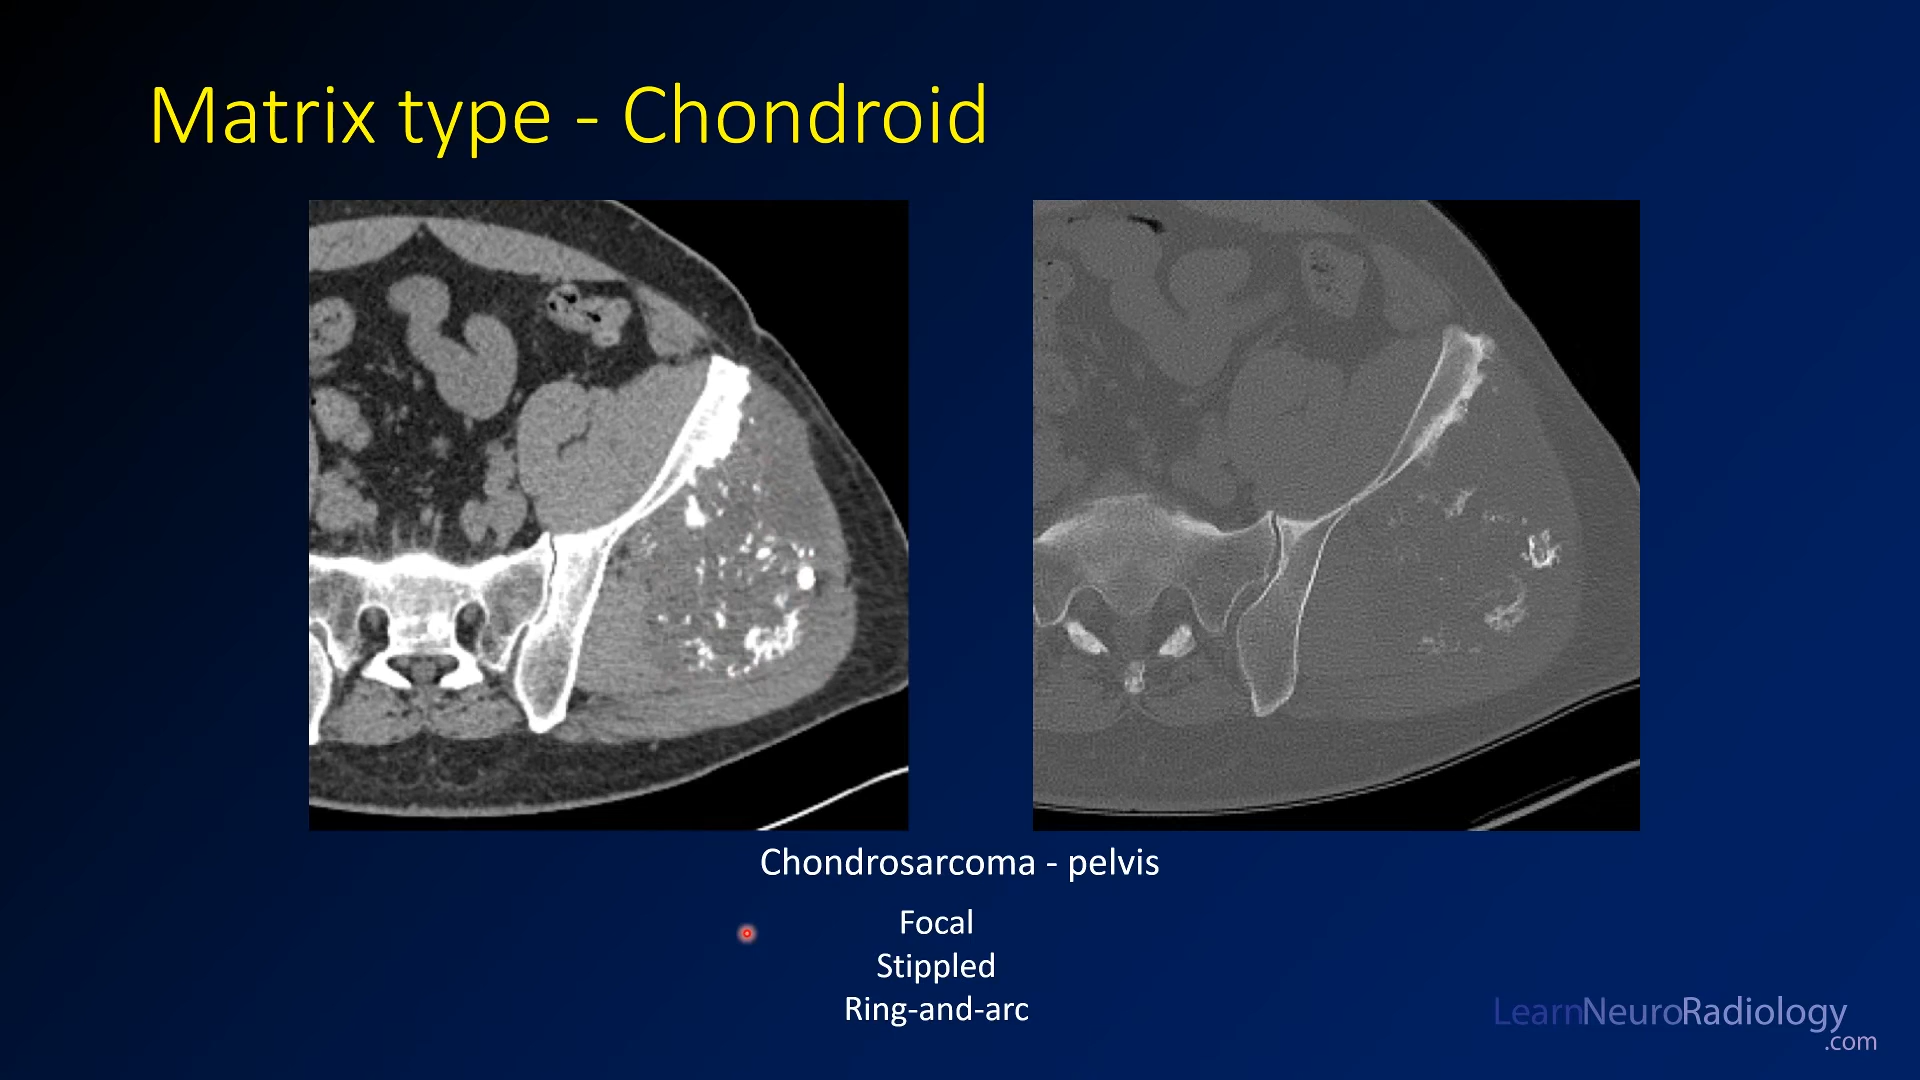 Matrix type - Chondroid
Chondrosarcoma - pelvis
Focal
Stippled
Ring-and-arc
LearnNeuroRadiology
.com